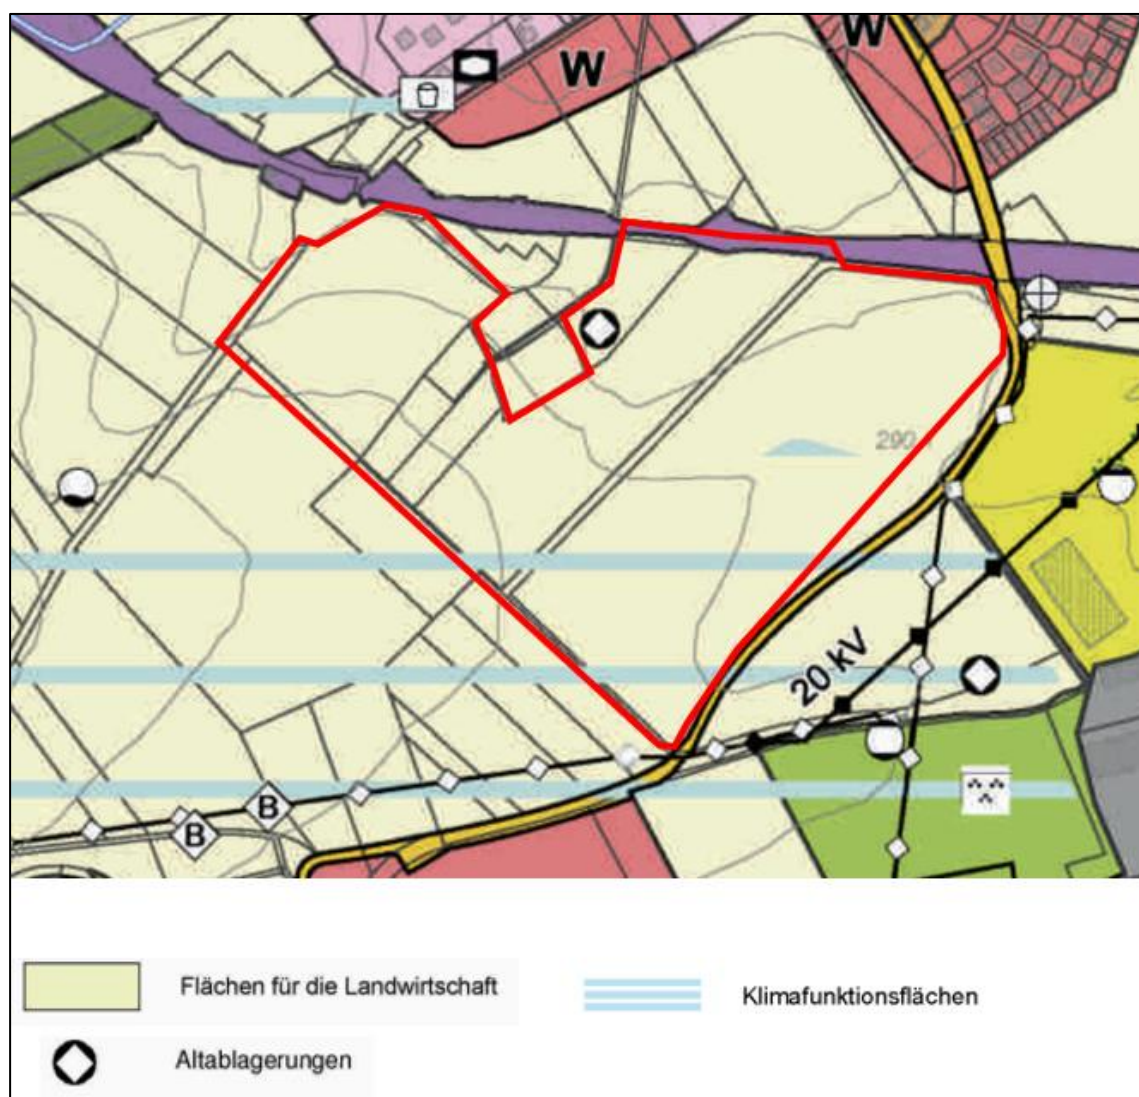 W
W
290
20 kV
B
B
Flächen für die Landwirtschaft
Klimafunktionsflächen
Altablagerungen